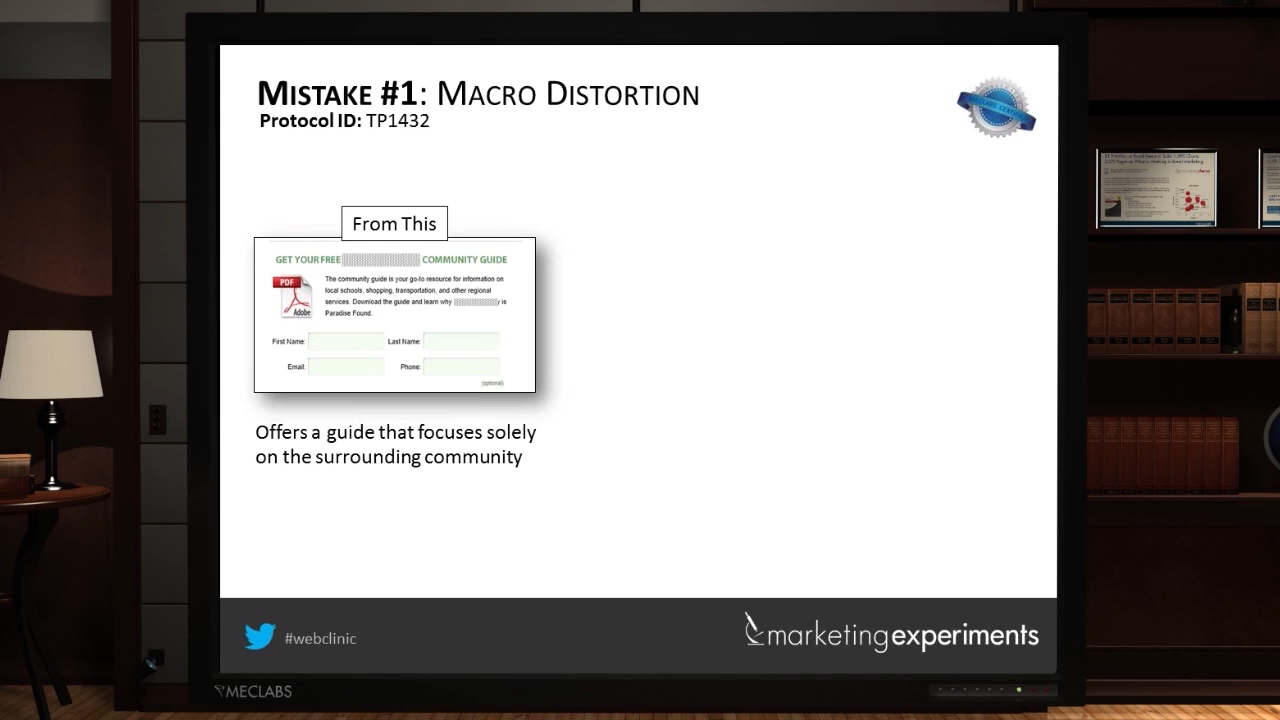 MISTAKE #1: MACRO DISTORTION
Protocol ID: TP1432
MECLABS CERTIFIED
From This
GET YOUR FREE COMMUNITY GUIDE
PDF
Adobe
The community guide is your go-to resource for information on
local schools, shopping, transportation, and other regional
services. Download the guide and learn why y is
Paradise Found.
First Name:
Last Name:
Email:
Phone:
(optional)
Offers a guide that focuses solely
on the surrounding community
#webclinic
marketingexperiments
MECLABS